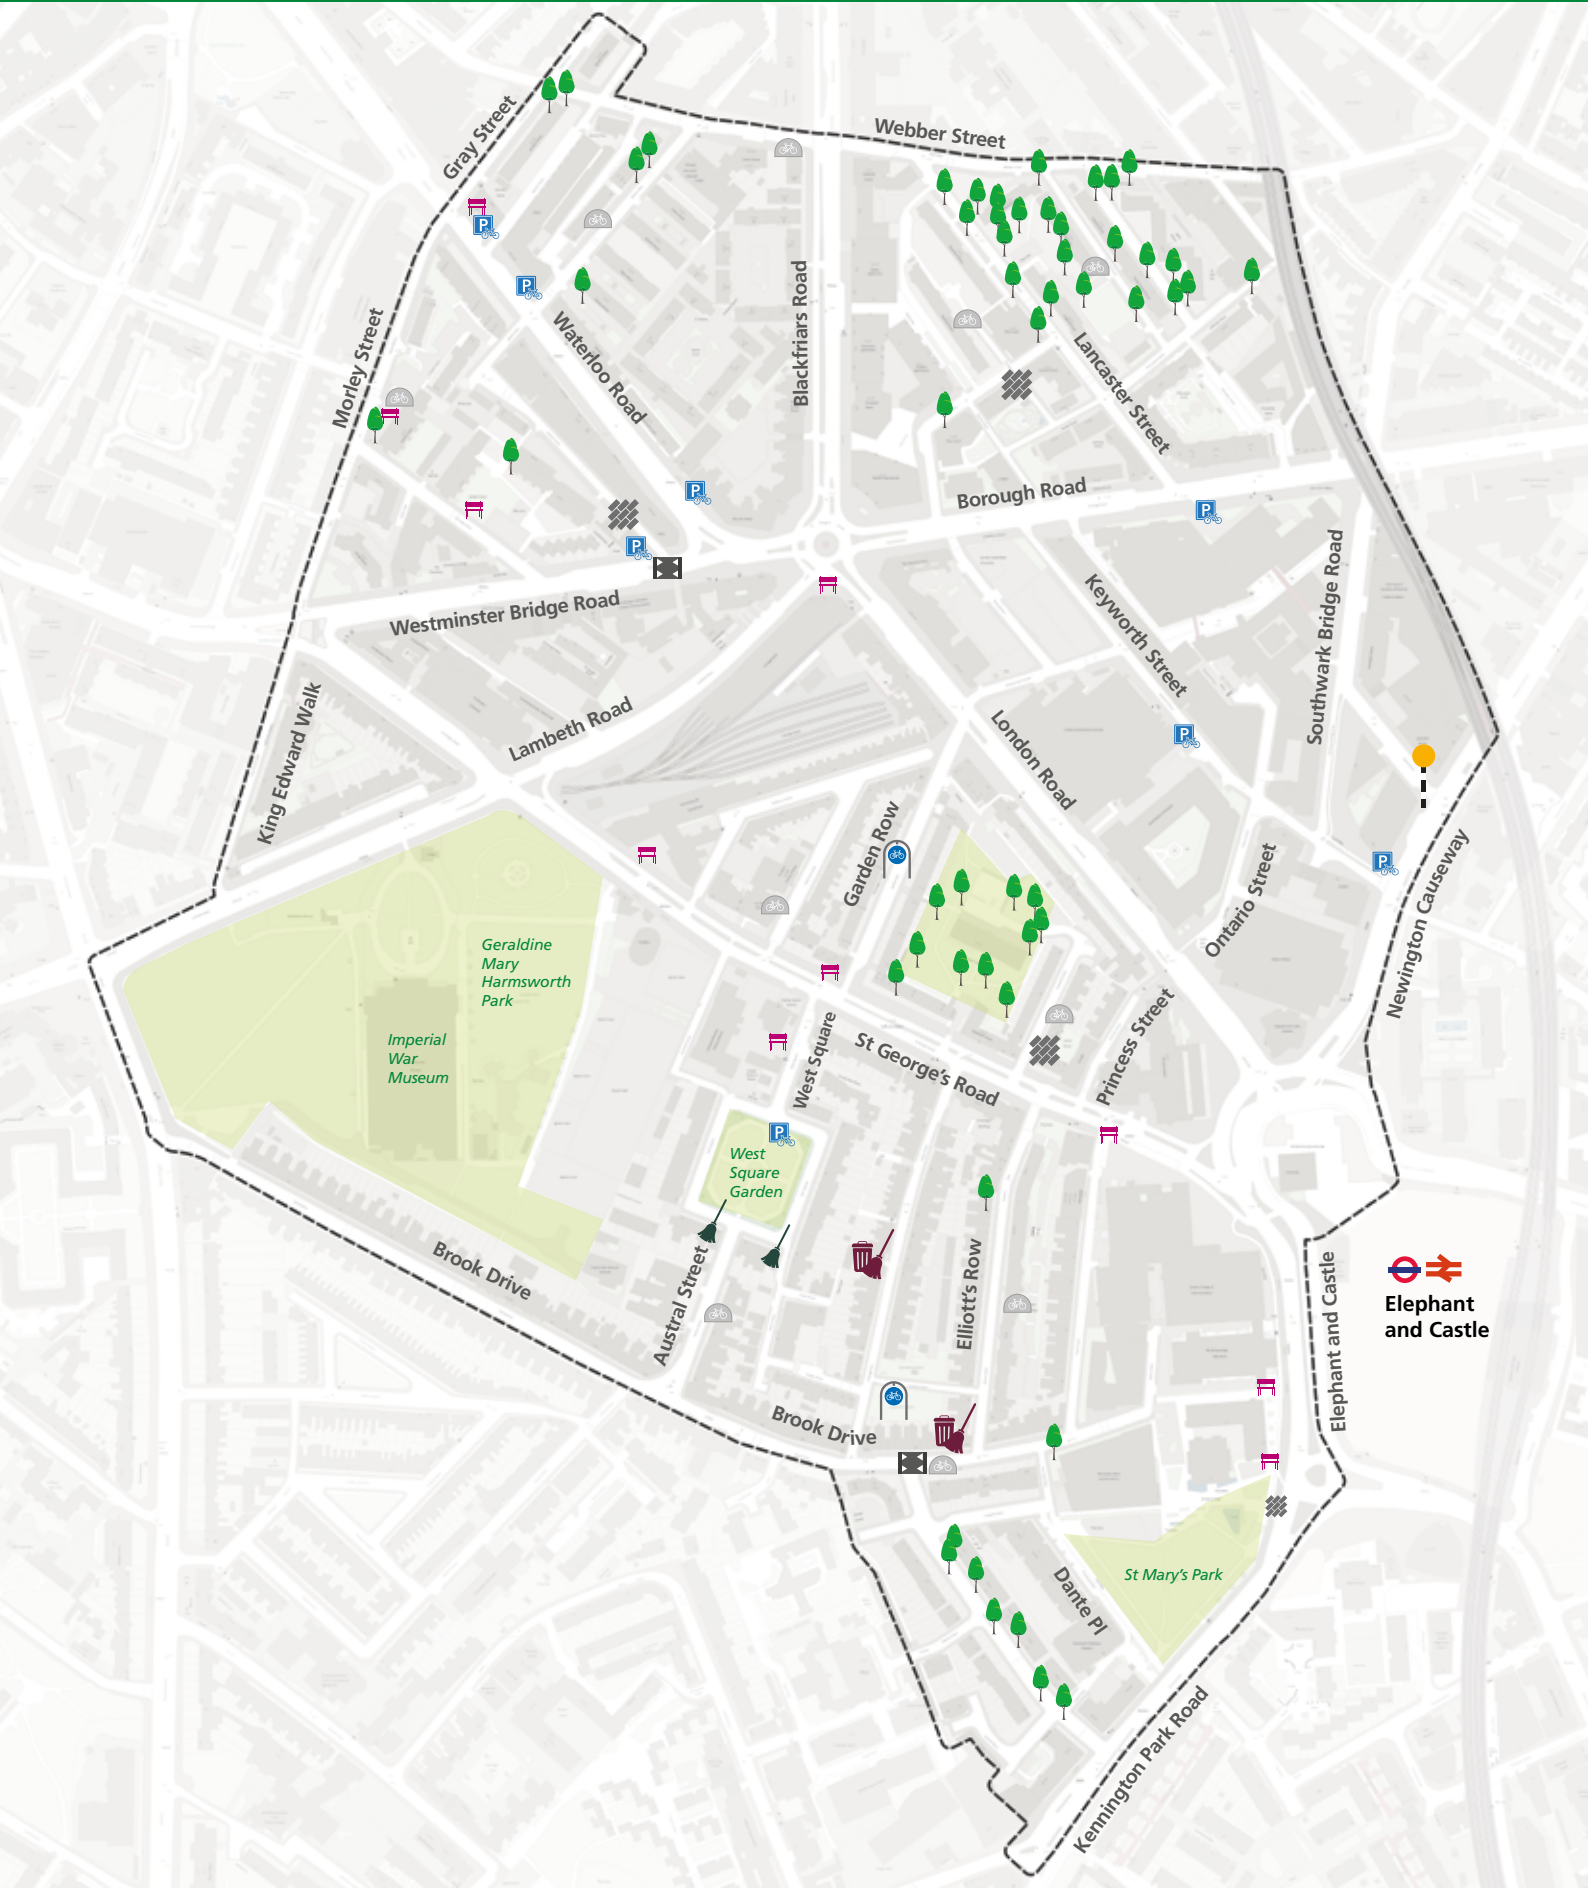 Gray Street
Webber Street
Morley Street
Waterloo Road
Blackfriars Road
Lancaster Street
Borough Road
Westminster Bridge Road
Keyworth Street
Southwark Bridge Road
King Edward Walk
Lambeth Road
London Road
Garden Row
Ontario Street
Newington Causeway
Geraldine
Mary
Harmsworth
Park
Imperial
War
Museum
West Square
St George's Road
Princess Street
West
Square
Garden
Brook Drive
Austral Street
Elliott's Row
Elephant and Castle
Elephant
and Castle
Brook Drive
Dante Pl
St Mary's Park
Kennington Park Road
P
P
P
P
P
P
P
P